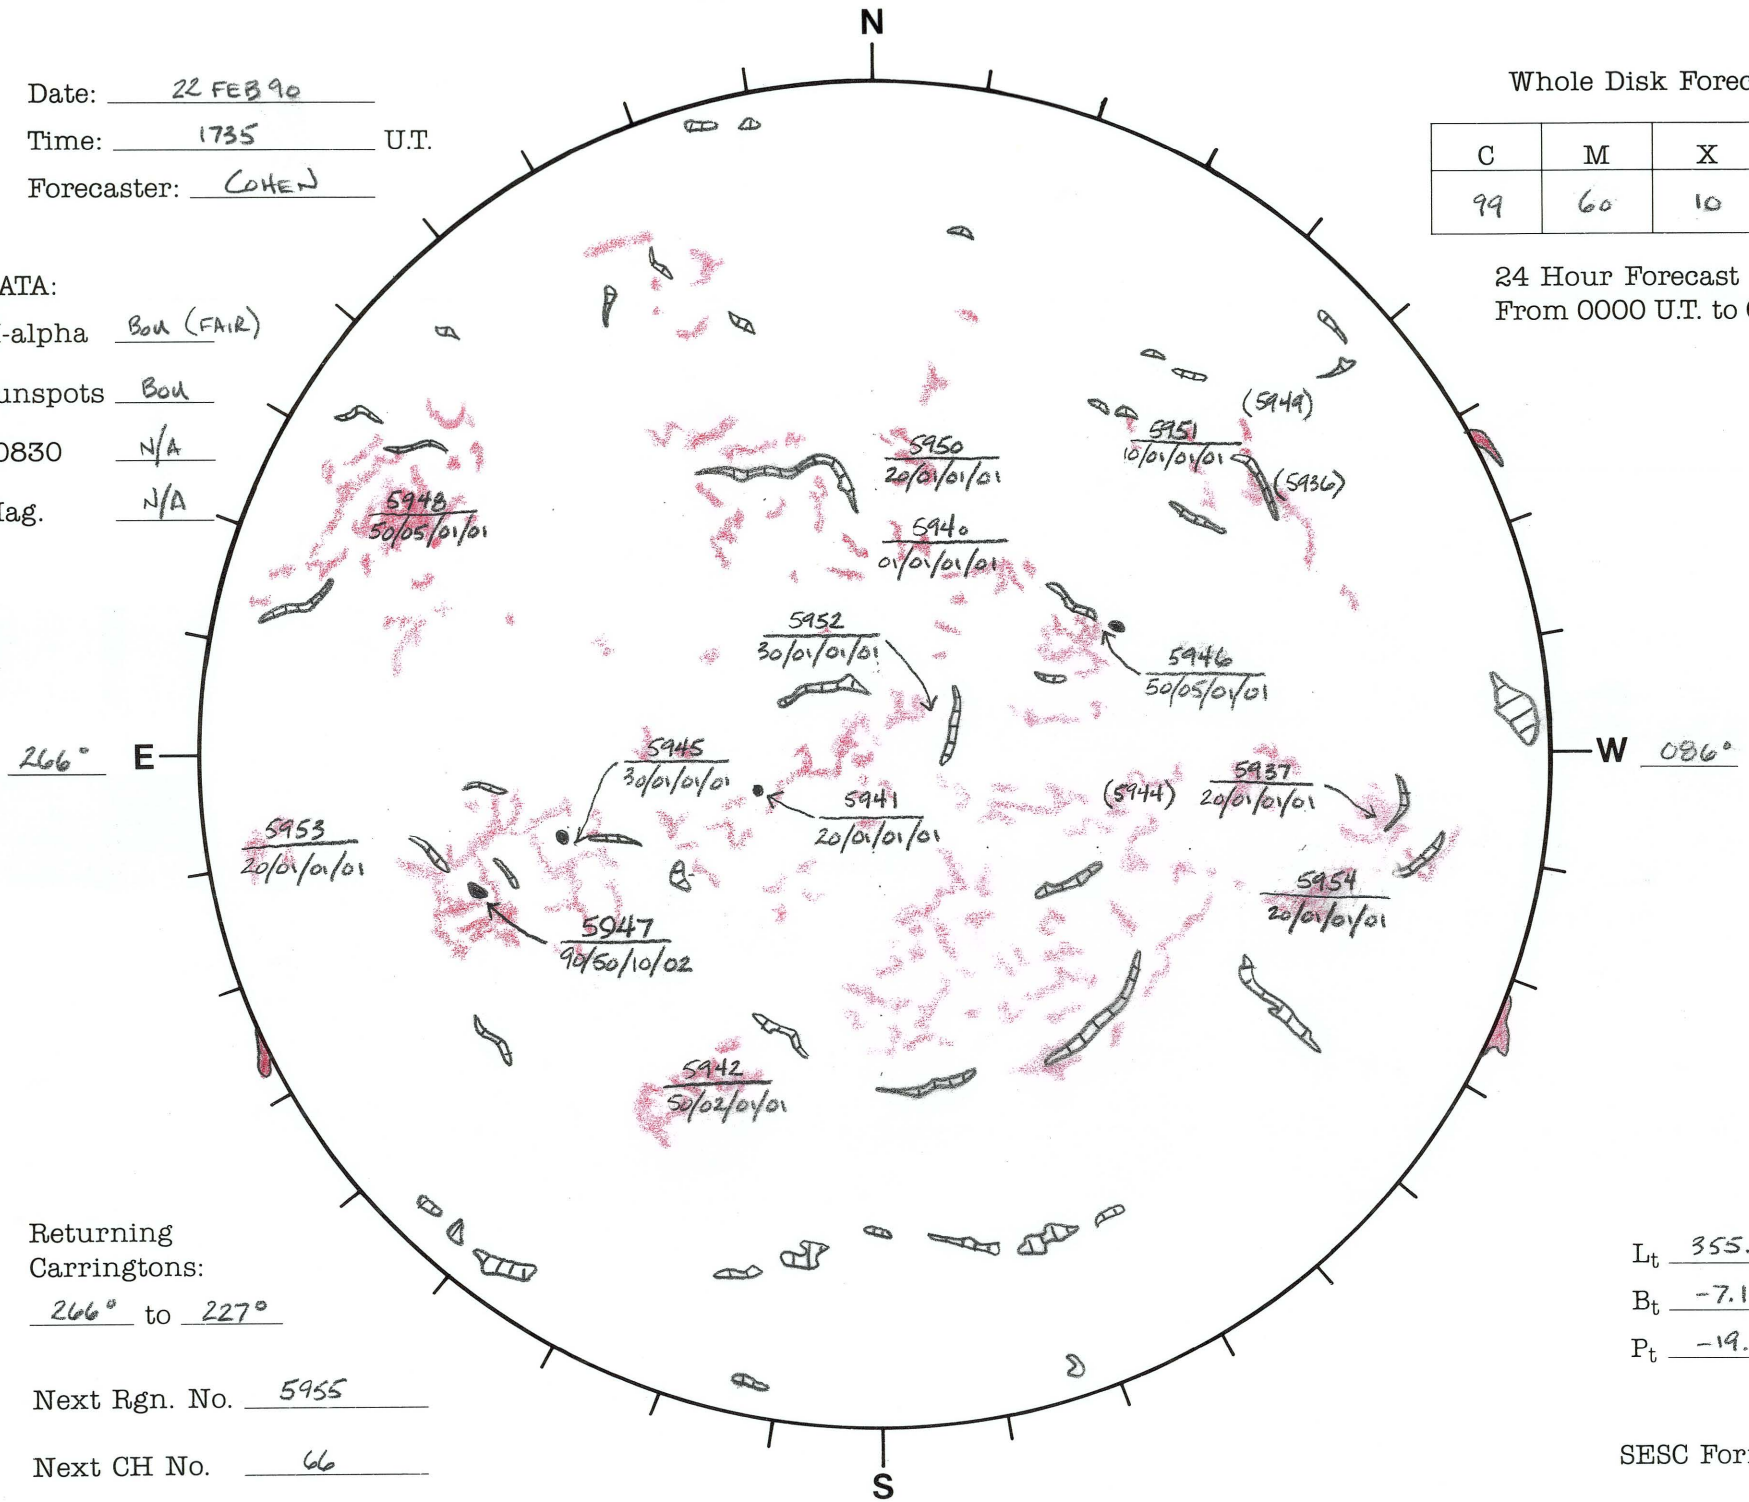 N
Date: 22 FEB 90
Time: 1735 U.T.
Forecaster: COHEN
Whole Disk Forec
C M X
99 60 10
24 Hour Forecast
From 0000 U.T. to
ATA:
-alpha Bou (FAIR)
unspots Bou
0830 N/A
ag. N/A
(5949)
5951
10/01/01/01
5950
20/01/01/01
(5936)
5948
50/05/01/01
5940
01/01/01/01
5952
30/01/01/01
5946
50/05/01/01
266° E
W 086°
5945
30/01/01/01
5941
20/01/01/01
(5944)
5937
20/01/01/01
5953
20/01/01/01
5954
20/01/01/01
5947
90/50/10/02
5942
50/02/01/01
Returning
Carringtons:
266° to 227°
Lt 355.
Bt -7.1
Pt -19.
Next Rgn. No. 5955
Next CH No. 66
SESC For
S